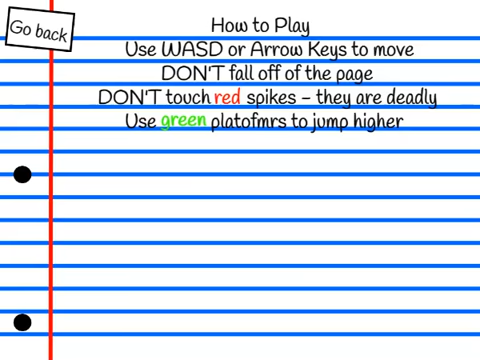 Go back
How to Play
Use WASD or Arrow Keys to move
DON'T fall off of the page
DON'T touch red spikes - they are deadly
Use green platofmrs to jump higher